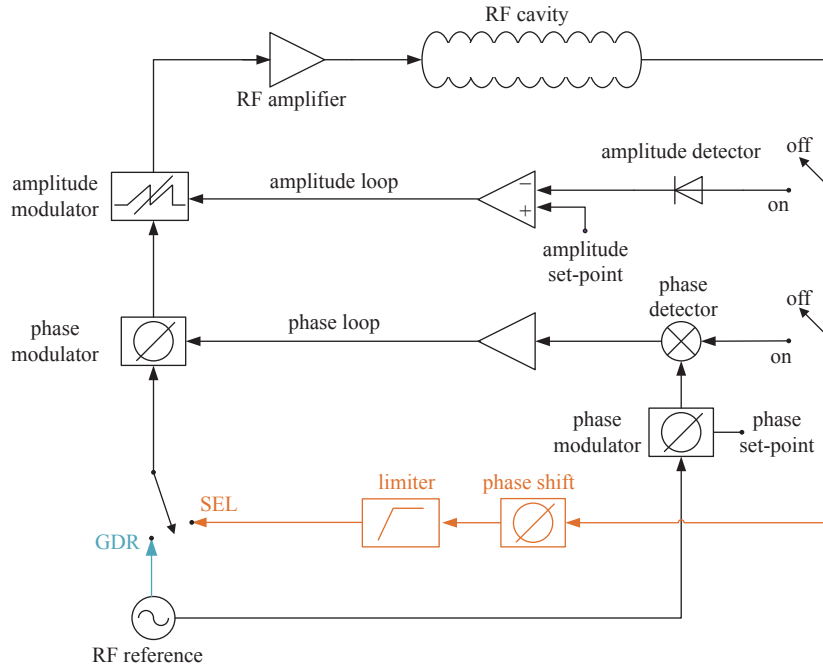 RF cavity
RF amplifier
amplitude
modulator
amplitude loop
−
+
amplitude
set-point
amplitude detector
off
on
phase
modulator
phase loop
phase
detector
off
on
phase
modulator
phase
set-point
SEL
limiter
phase shift
GDR
RF reference